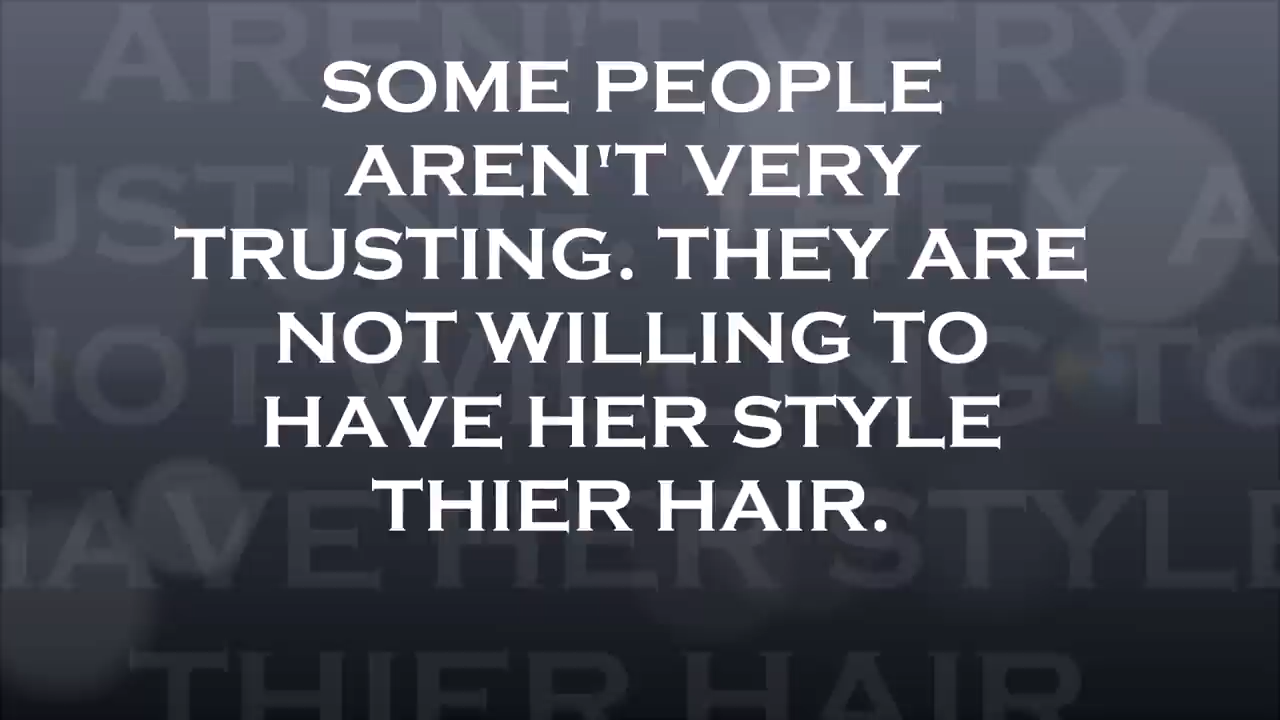 SOME PEOPLE
AREN'T VERY
TRUSTING. THEY ARE
NOT WILLING TO
HAVE HER STYLE
THIER HAIR.